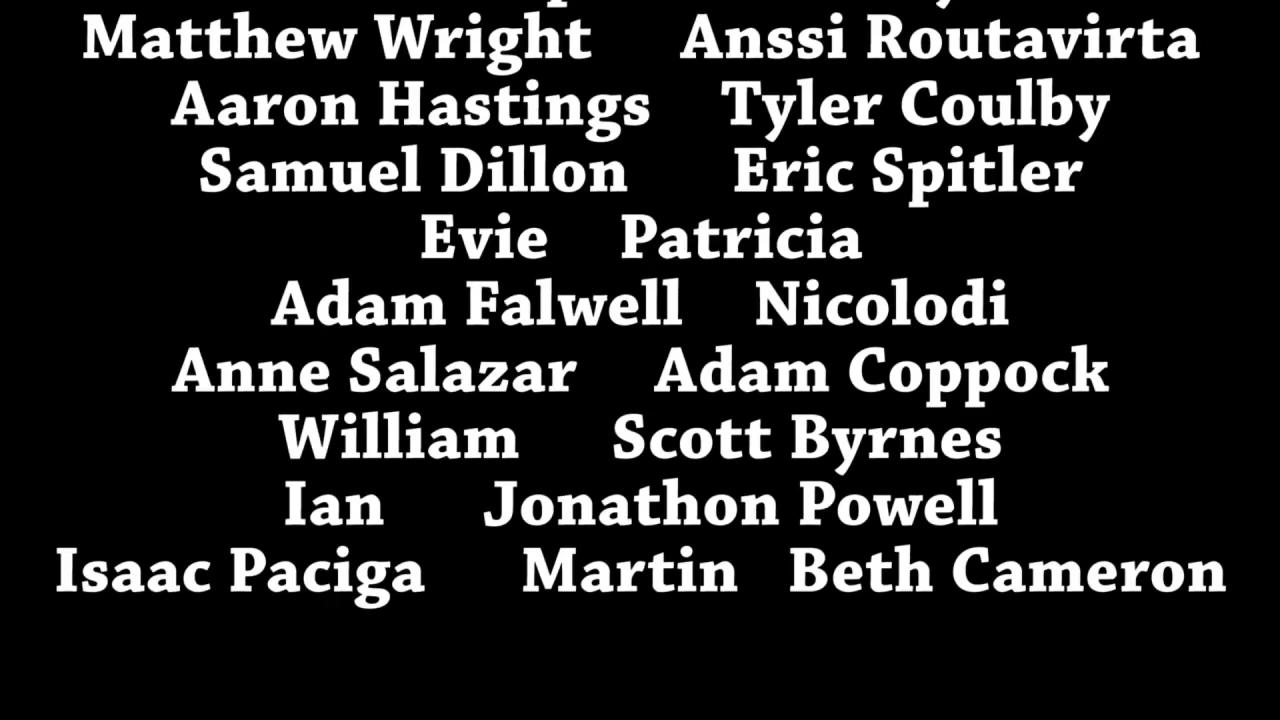 Matthew Wright Anssi Routavirta
Aaron Hastings Tyler Coulby
Samuel Dillon Eric Spitler
Evie Patricia
Adam Falwell Nicolodi
Anne Salazar Adam Coppock
William Scott Byrnes
Ian Jonathon Powell
Isaac Paciga Martin Beth Cameron